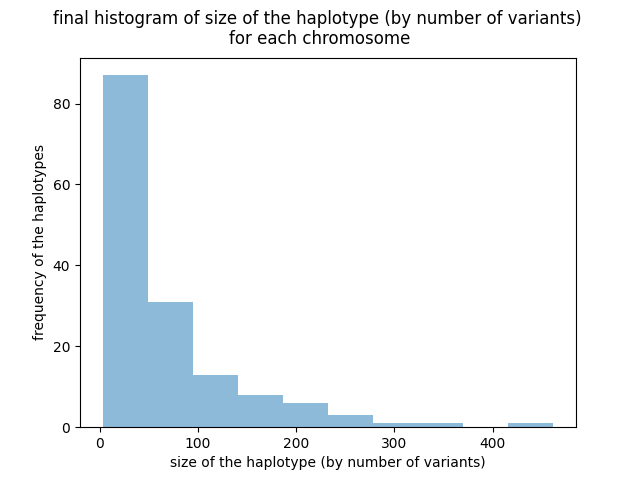 final histogram of size of the haplotype (by number of variants)
for each chromosome
frequency of the haplotypes
80
60
40
20
0
0 100 200 300 400
size of the haplotype (by number of variants)